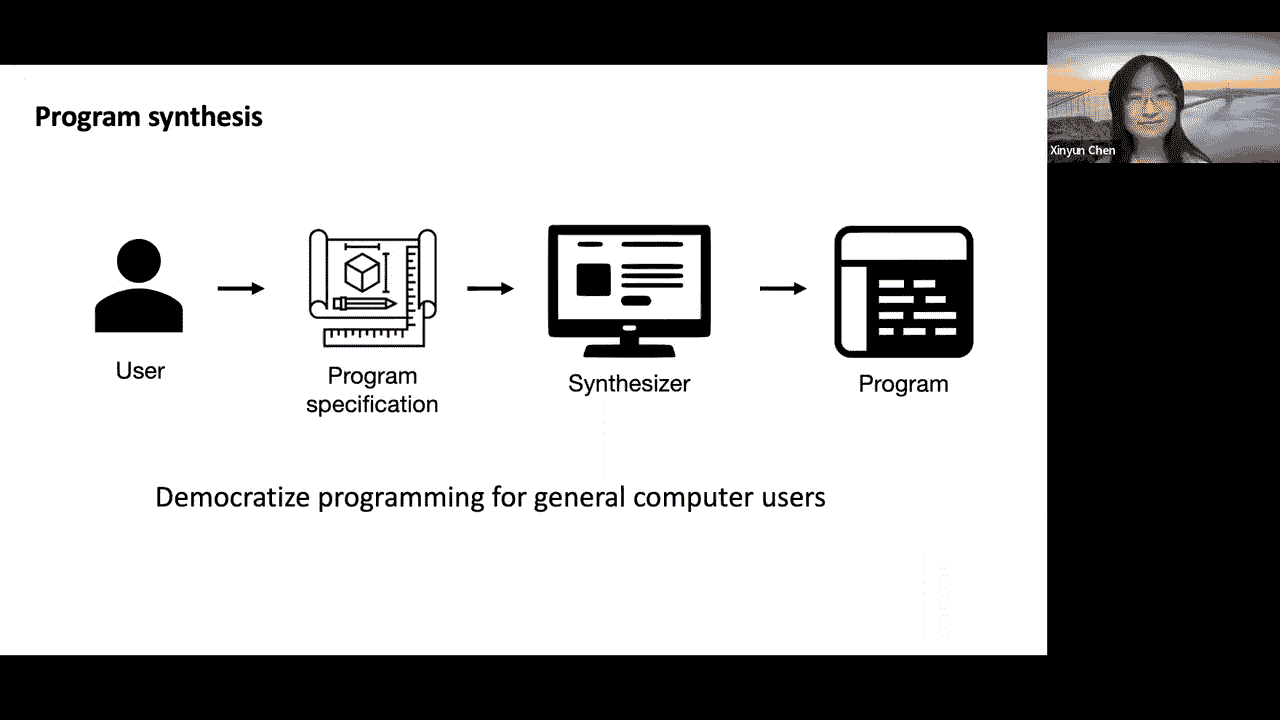 Program synthesis
Xinyun Chen
User
Program
specification
Synthesizer
Program
Democratize programming for general computer users